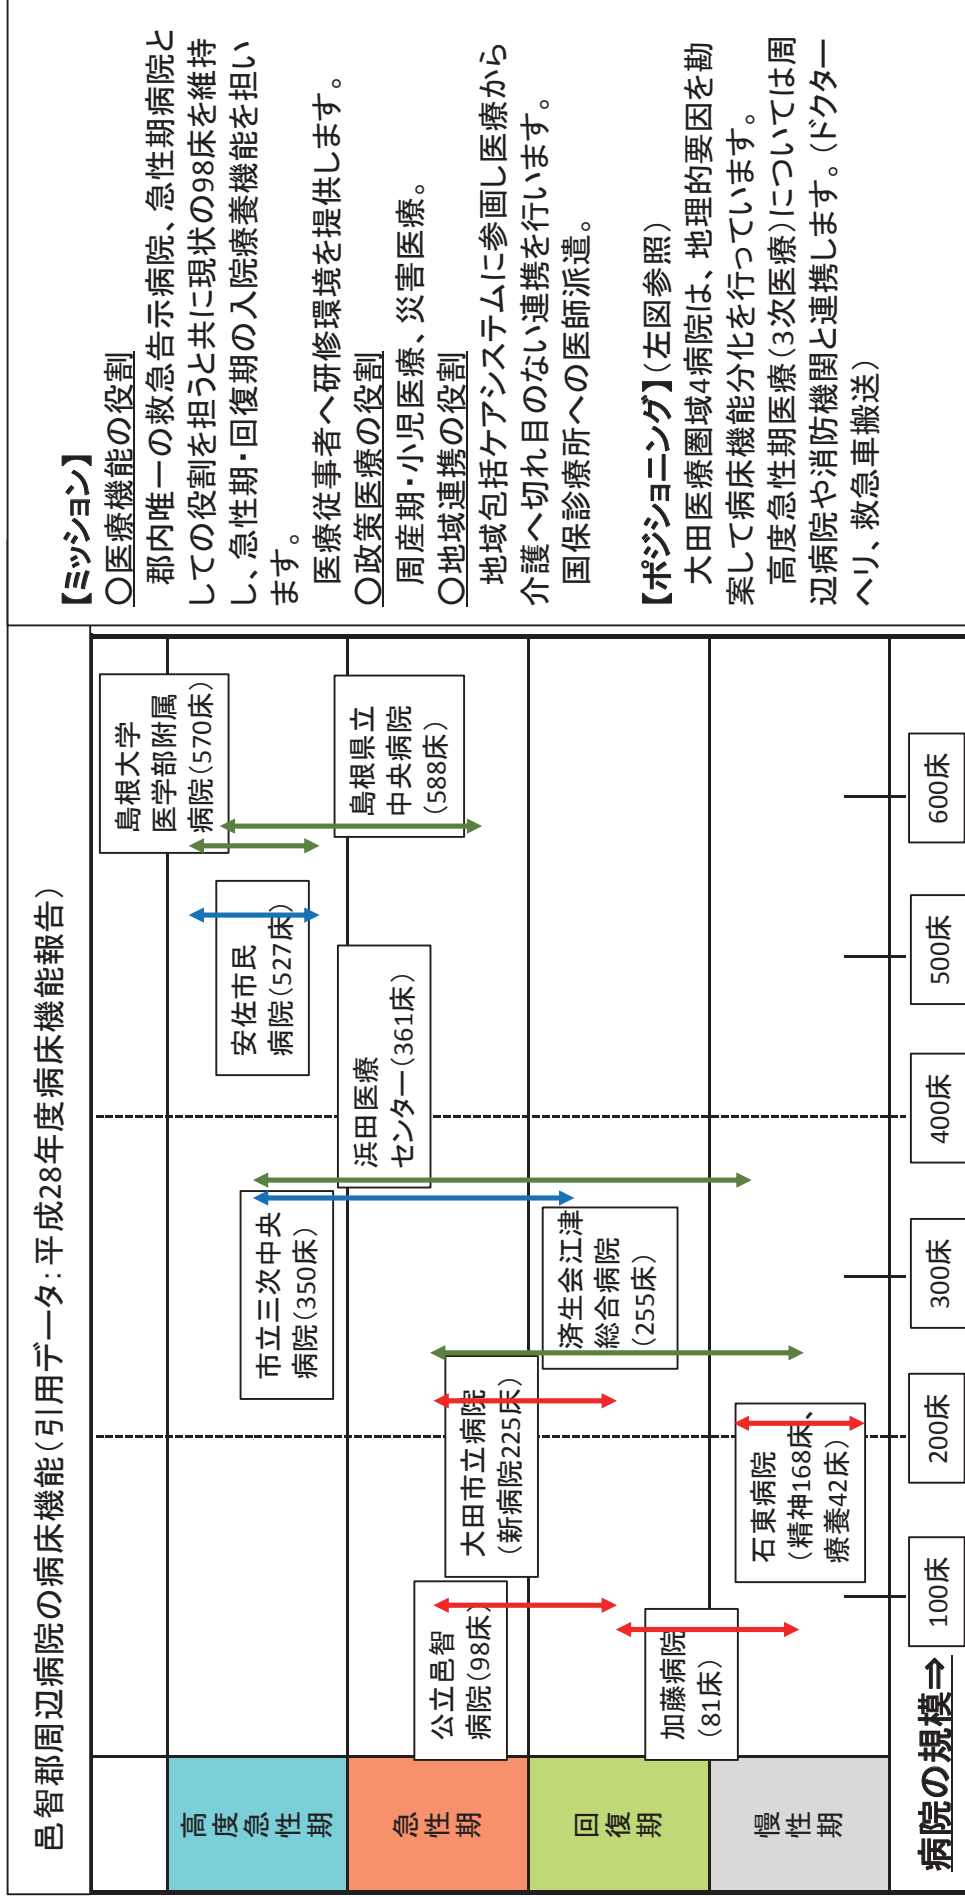 邑智郡周辺病院の病床機能（引用データ：平成28年度病床機能報告）
高度急性期
急性期
回復期
慢性期
島根大学
医学部附属
病院（570床）
島根県立
中央病院
（588床）
安佐市民
病院（527床）
浜田医療
センター（361床）
市立三次中央
病院（350床）
済生会江津
総合病院
（255床）
大田市立病院
（新病院225床）
石東病院
（精神168床、
療養42床）
公立邑智
病院（98床）
加藤病院
（81床）
病院の規模⇒
100床
200床
300床
400床
500床
600床
【ミッション】
〇医療機能の役割
郡内唯一の救急告示病院、急性期病院と
しての役割を担うと共に現状の98床を維持
し、急性期・回復期の入院療養機能を担い
ます。
医療従事者へ研修環境を提供します。
〇政策医療の役割
周産期・小児医療、災害医療。
〇地域連携の役割
地域包括ケアシステムに参画し医療から
介護へ切れ目のない連携を行います。
国保診療所への医師派遣。
【ポジショニング】（左図参照）
大田医療圏域4病院は、地理的要因を勘
案して病床機能分化を行っています。
高度急性期医療（3次医療）については周
辺病院や消防機関と連携します。（ドクター
ヘリ、救急車搬送）